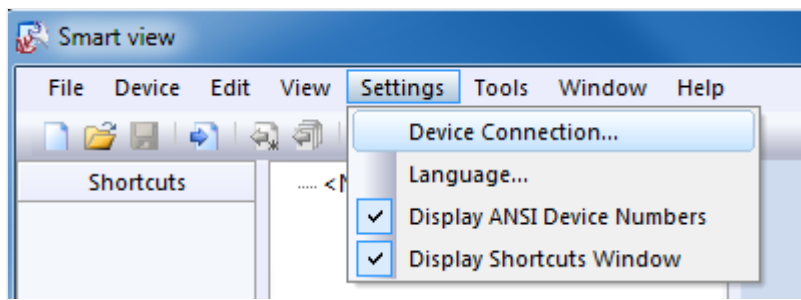 Smart view
File Device Edit View Settings Tools Window Help
Device Connection...
Shortcuts
Language...
Display ANSI Device Numbers
Display Shortcuts Window